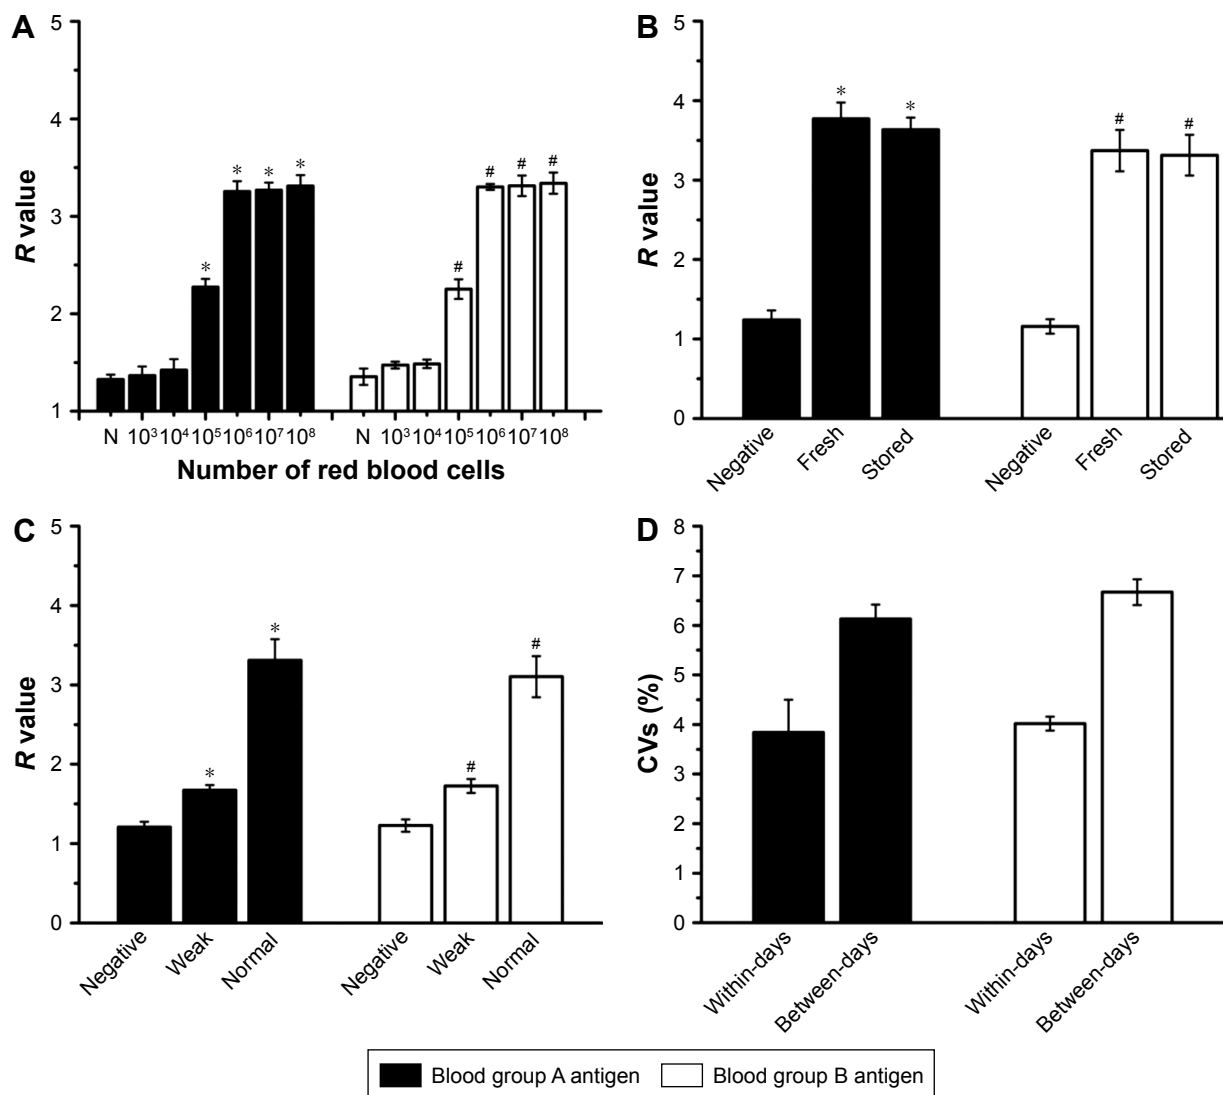 A
5
4
3
2
1
R value
* * * *
# # # #
N 10³ 10⁴ 10⁵ 10⁶ 10⁷ 10⁸ N 10³ 10⁴ 10⁵ 10⁶ 10⁷ 10⁸
Number of red blood cells
B
5
4
3
2
1
0
R value
* *
# #
Negative Fresh Stored Negative Fresh Stored
C
5
4
3
2
1
0
R value
* *
# #
Negative Weak Normal Negative Weak Normal
D
8
7
6
5
4
3
2
1
0
CVs (%)
Within-days Between-days Within-days Between-days
Blood group A antigen Blood group B antigen